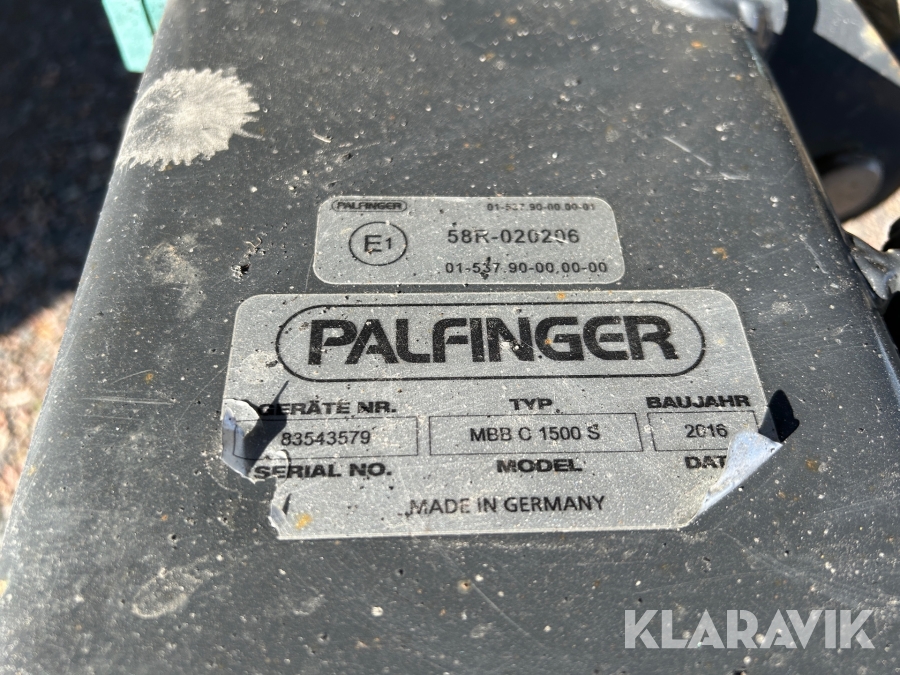 PALFINGER 01-537.90-00.00-01
E1 58R-020206
01-537.90-00.00-00
PALFINGER
GERÄTE NR. TYP BAUJAHR
83543579 MBB C 1500 S 2016
SERIAL NO. MODEL DAT
MADE IN GERMANY
KLARAVIK